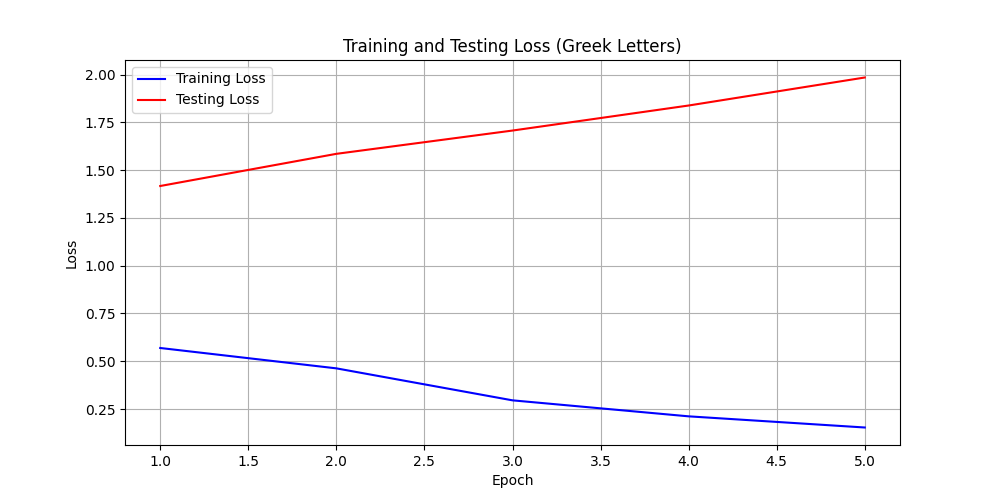 Training and Testing Loss (Greek Letters)
Training Loss
Testing Loss
2.00
1.75
1.50
1.25
1.00
0.75
0.50
0.25
Loss
1.0 1.5 2.0 2.5 3.0 3.5 4.0 4.5 5.0
Epoch